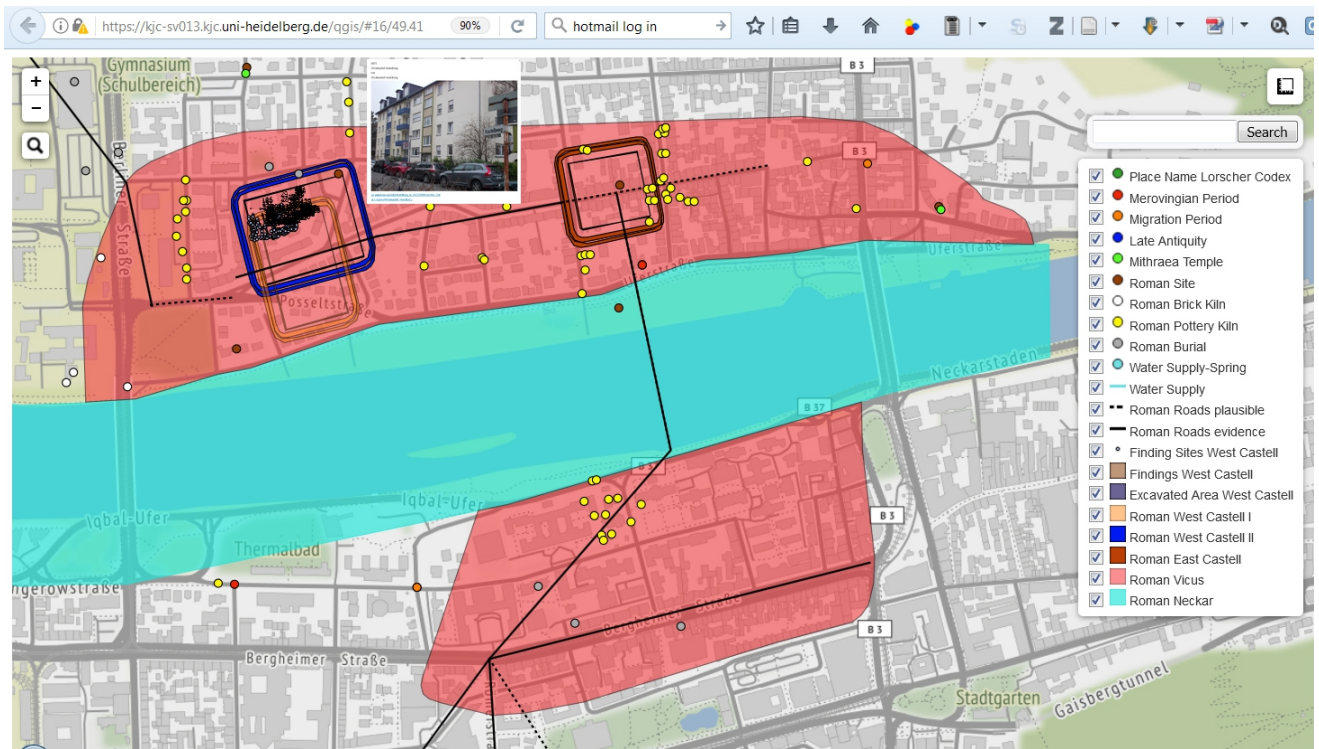 https://kjc-sv013.kjc.uni-heidelberg.de/qgis/#16/49.41
90%
hotmail log in
Gymnasium
(Schulbereich)
B 3
+
−
Search
B 3
Place Name Lorscher Codex
Merovingian Period
Migration Period
Late Antiquity
Mithraea Temple
Roman Site
Roman Brick Kiln
Roman Pottery Kiln
Roman Burial
Water Supply-Spring
Water Supply
Roman Roads plausible
Roman Roads evidence
Finding Sites West Castell
Findings West Castell
Excavated Area West Castell
Roman West Castell I
Roman West Castell II
Roman East Castell
Roman Vicus
Roman Neckar
Straße
Uferstraße
Posseltstraße
Neckarstaden
B 37
Iqbal-Ufer
Iqbal-Ufer
B 3
Thermalbad
ngerowstraße
Bergheimer Straße
B 3
Bergheimer Straße
Stadtgarten
Gaisbergtunnel